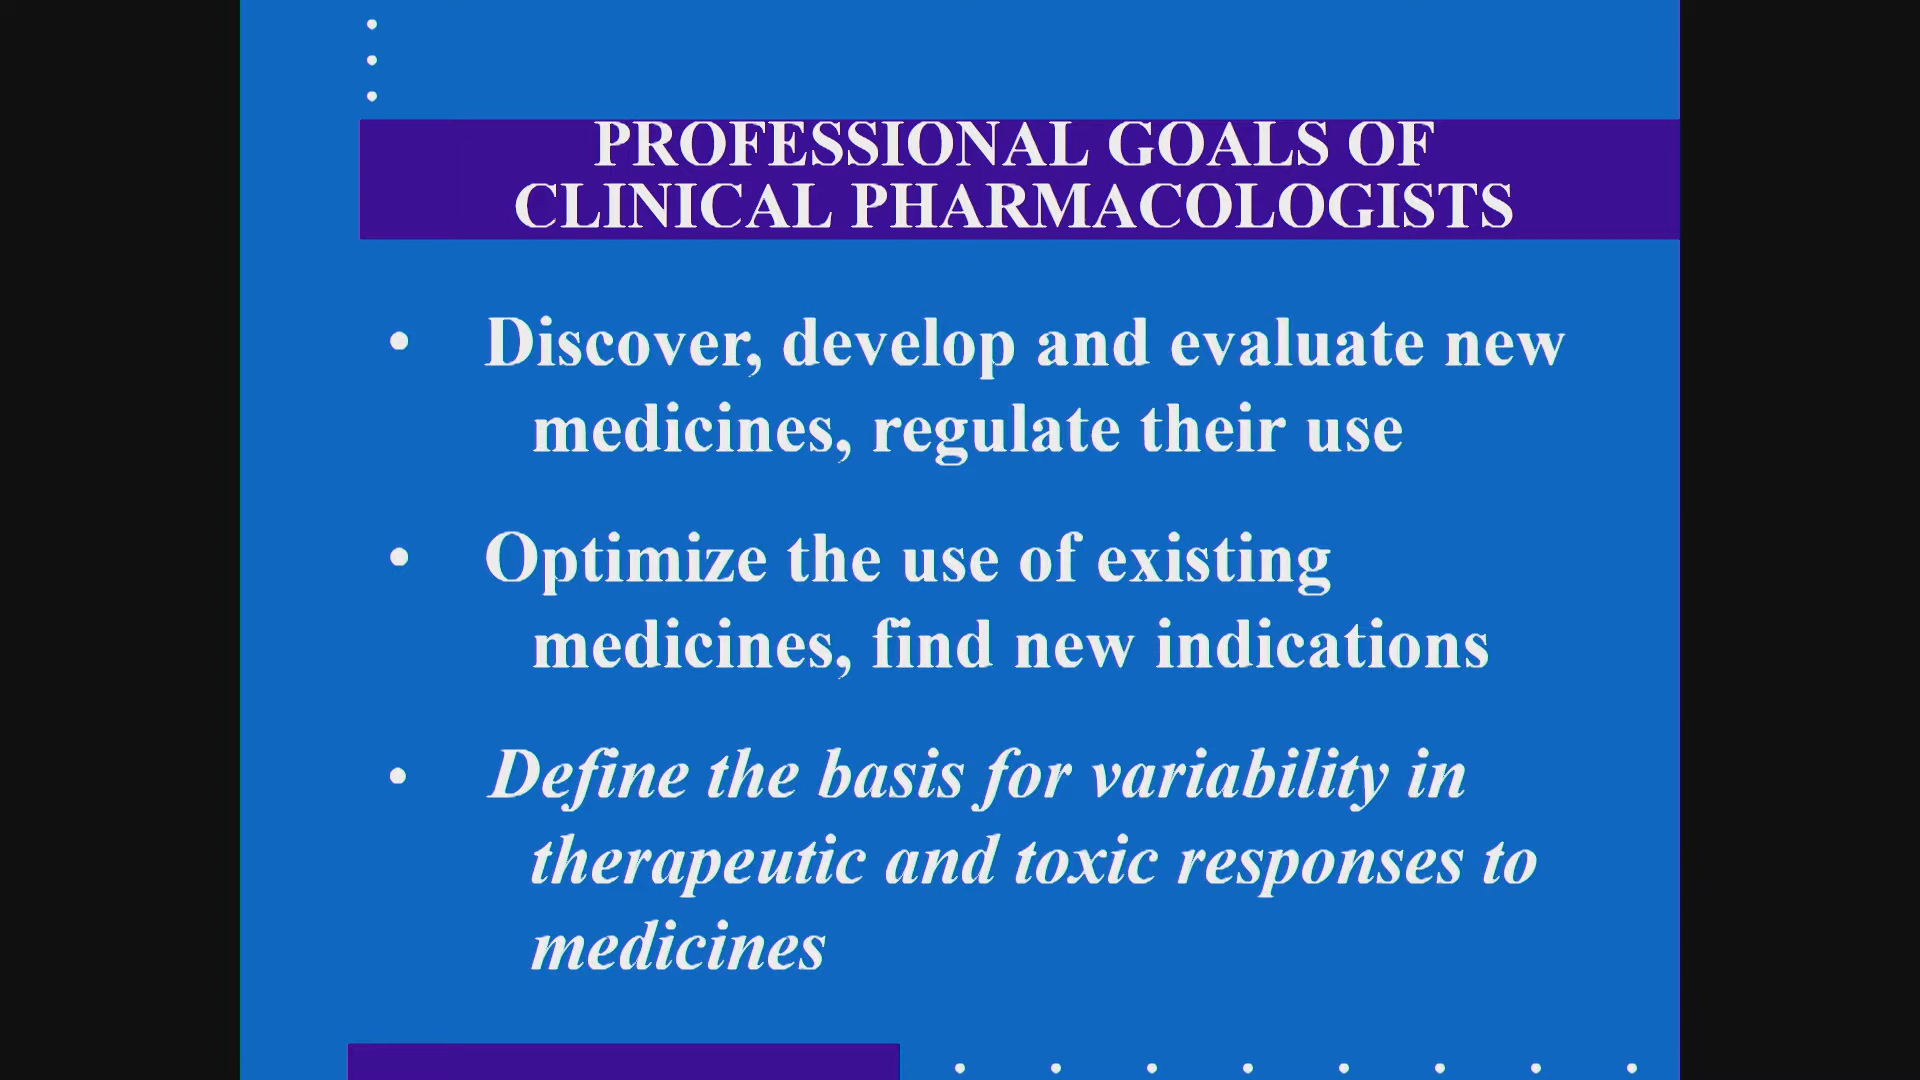 PROFESSIONAL GOALS OF
CLINICAL PHARMACOLOGISTS
• Discover, develop and evaluate new
medicines, regulate their use
• Optimize the use of existing
medicines, find new indications
• Define the basis for variability in
therapeutic and toxic responses to
medicines